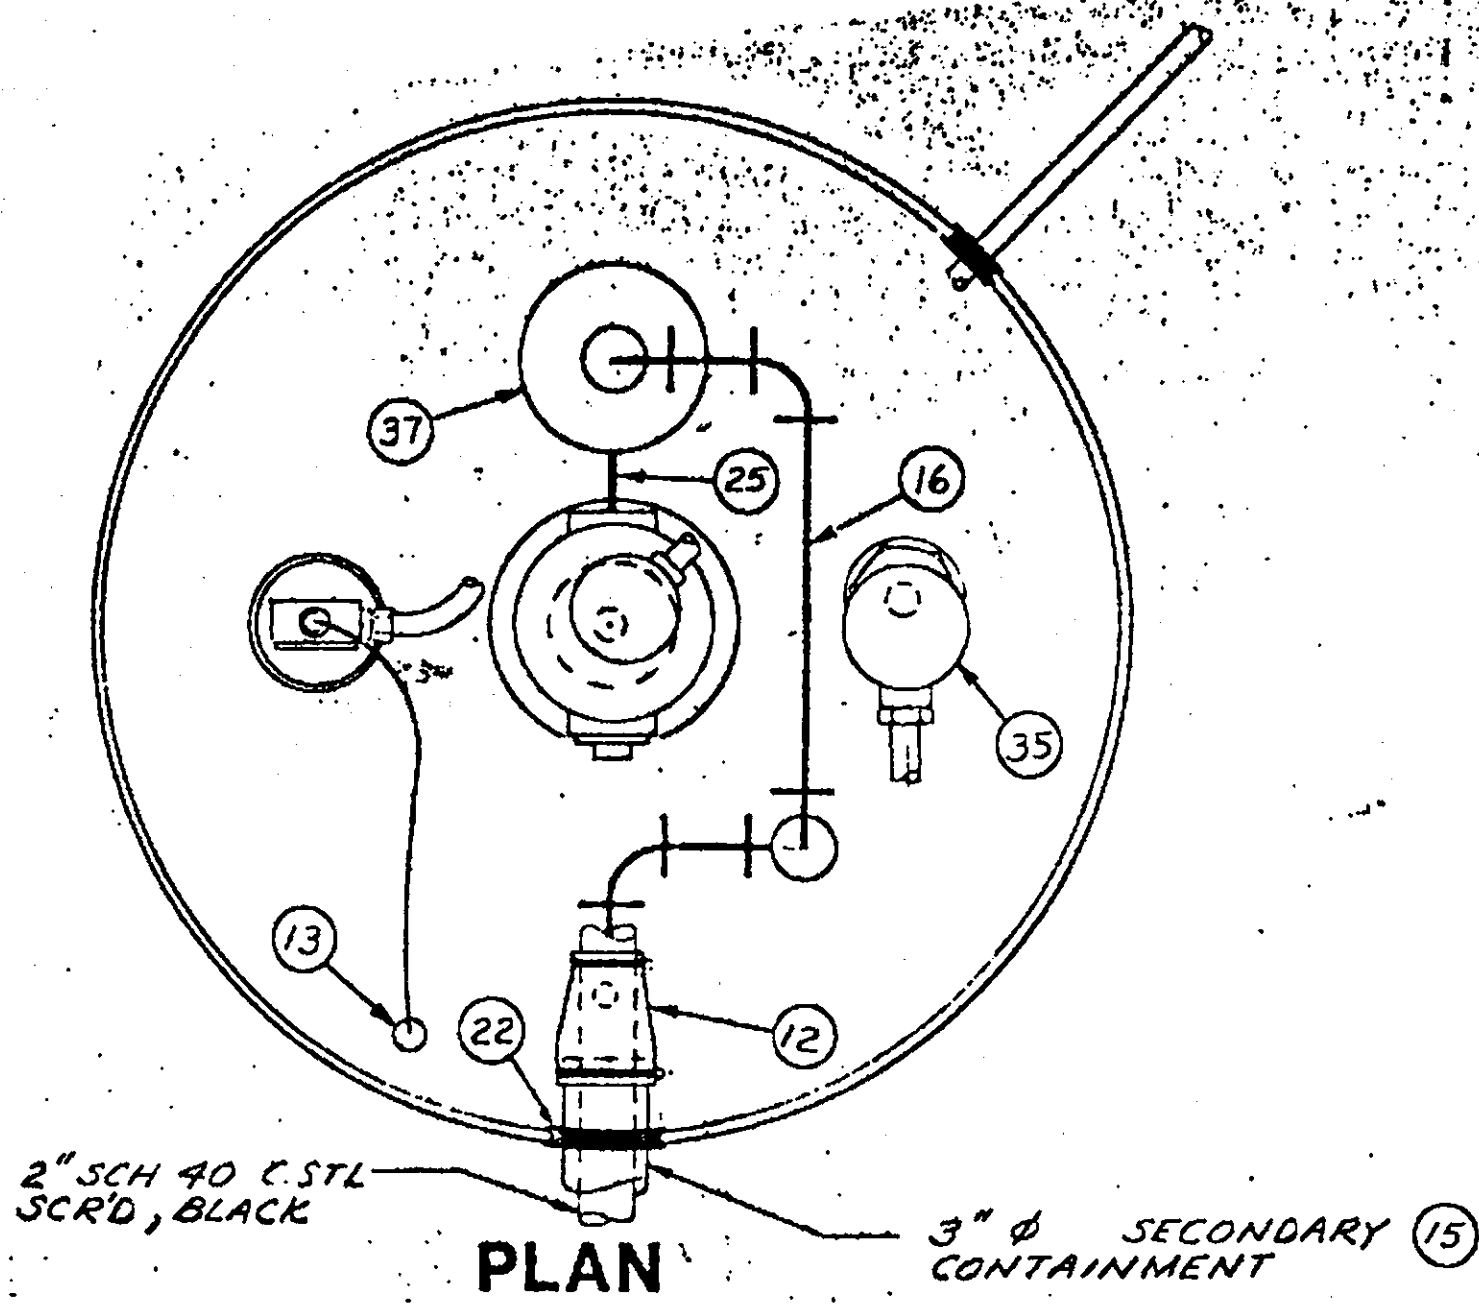 37
25
16
35
13
22
12
2" SCH 40 C.STL
SCR'D, BLACK
3" Ø SECONDARY 15
CONTAINMENT
PLAN